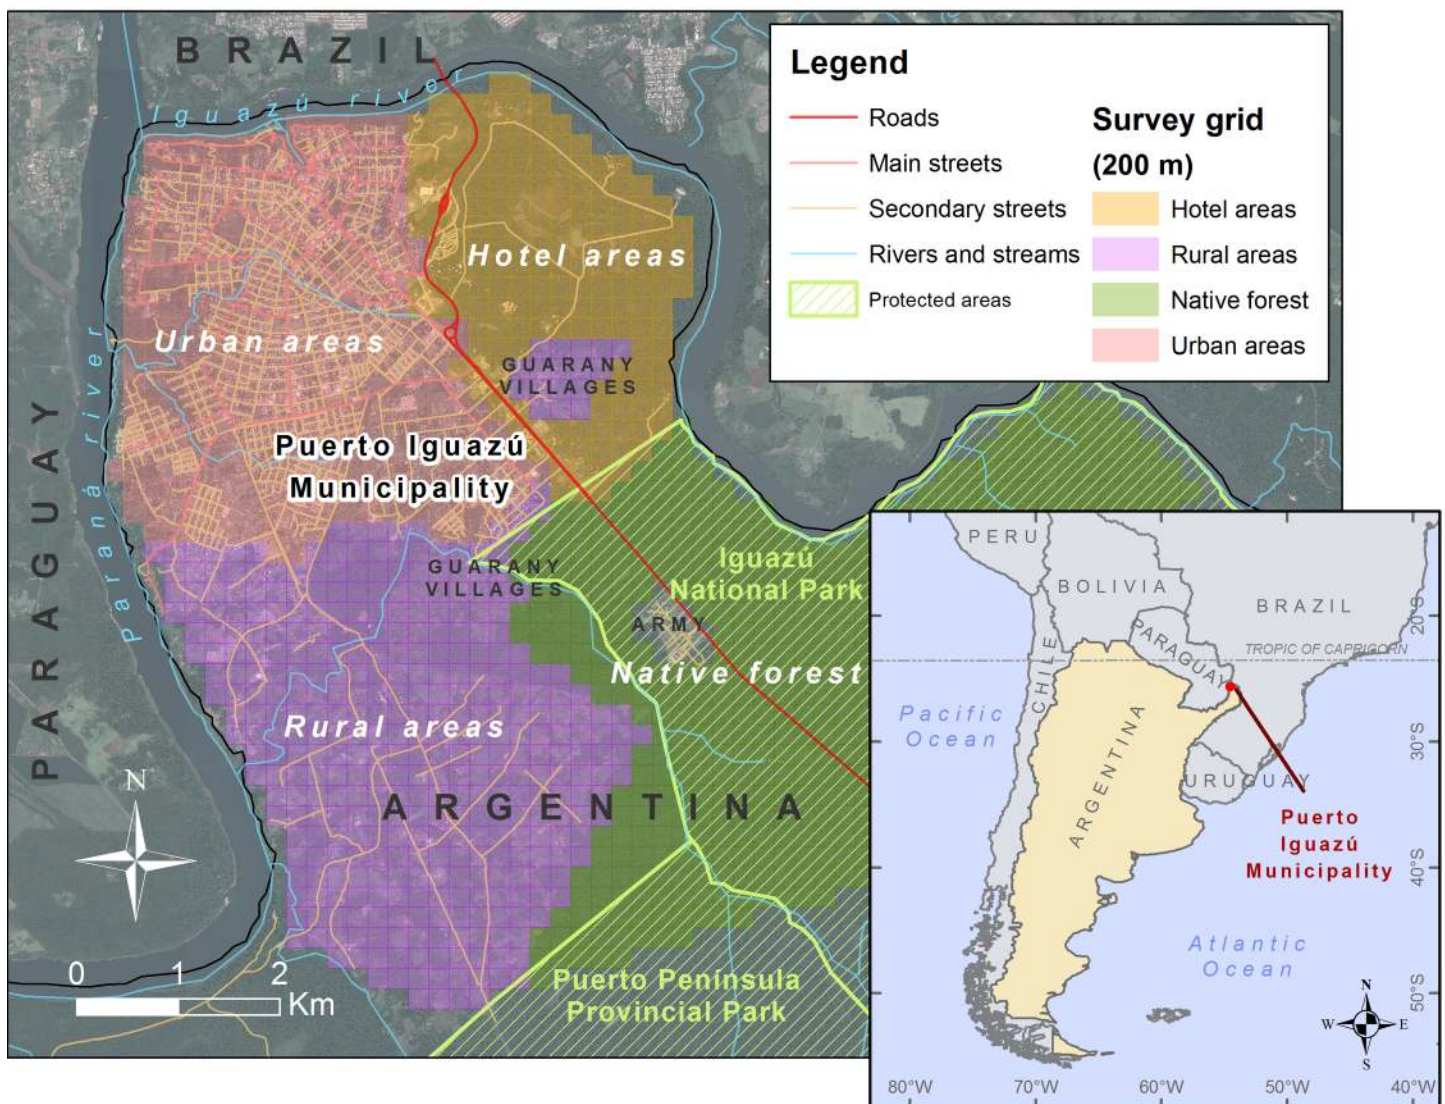 BRAZIL
Iguazú river
Hotel areas
Urban areas
GUARANY
VILLAGES
Puerto Iguazú
Municipality
PARAGUAY
Paraná river
GUARANY
VILLAGES
Iguazú
National Park
ARMY
Native forest
Rural areas
ARGENTINA
N
0 1 2
Km
Puerto Península
Provincial Park
Legend
Roads
Main streets
Secondary streets
Rivers and streams
Protected areas
Survey grid
(200 m)
Hotel areas
Rural areas
Native forest
Urban areas
PERU
BOLIVIA
BRAZIL
PARAGUAY
TROPIC OF CAPRICORN
CHILE
Pacific
Ocean
ARGENTINA
URUGUAY
Puerto
Iguazú
Municipality
Atlantic
Ocean
20°S
30°S
40°S
50°S
N
W E
S
80°W 70°W 60°W 50°W 40°W